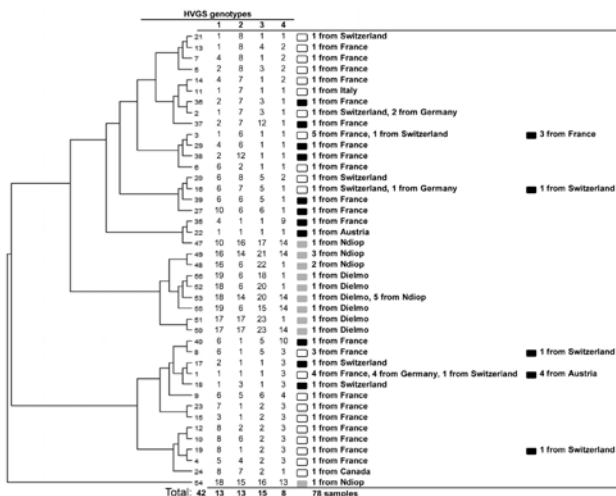 HVGS genotypes
1 2 3 4
21 1 8 1 1 1 from Switzerland
13 1 8 4 2 1 from France
7 4 8 1 2 1 from France
5 2 8 3 2 1 from France
14 4 7 1 2 1 from France
11 1 7 1 1 1 from Italy
36 2 7 3 1 1 from France
2 1 7 3 1 1 from Switzerland, 2 from Germany
37 2 7 12 1 1 from France
3 1 6 1 1 5 from France, 1 from Switzerland 3 from France
29 4 6 1 1 1 from France
38 2 12 1 1 1 from France
6 6 2 1 1 1 from France
20 6 8 5 2 1 from Switzerland
16 6 7 5 1 1 from Switzerland, 1 from Germany 1 from Switzerland
39 6 6 5 1 1 from France
27 10 6 6 1 1 from France
35 4 1 1 9 1 from France
22 1 1 1 1 1 from Austria
47 10 16 17 14 1 from Ndiop
49 16 14 21 14 3 from Ndiop
48 16 6 22 1 2 from Ndiop
56 19 6 18 1 1 from Dielmo
52 18 6 20 1 1 from Dielmo
53 18 14 20 14 1 from Dielmo, 5 from Ndiop
55 19 6 15 14 1 from Dielmo
51 17 17 23 1 1 from Dielmo
50 17 17 23 14 1 from Dielmo
40 6 1 5 10 1 from France
8 6 1 5 3 3 from France 1 from Switzerland
17 2 1 1 3 1 from Switzerland
1 1 1 1 3 4 from France, 4 from Germany, 1 from Switzerland 4 from Austria
18 1 3 1 3 1 from Switzerland
9 6 5 6 4 1 from France
23 7 1 2 3 1 from France
15 3 1 2 3 1 from France
12 8 2 2 3 1 from France
10 8 6 2 3 1 from France
19 8 1 2 3 1 from France 1 from Switzerland
4 5 4 2 3 1 from France
24 8 7 2 1 1 from Canada
54 18 15 16 13 1 from Ndiop
Total: 42 13 13 15 8 78 samples